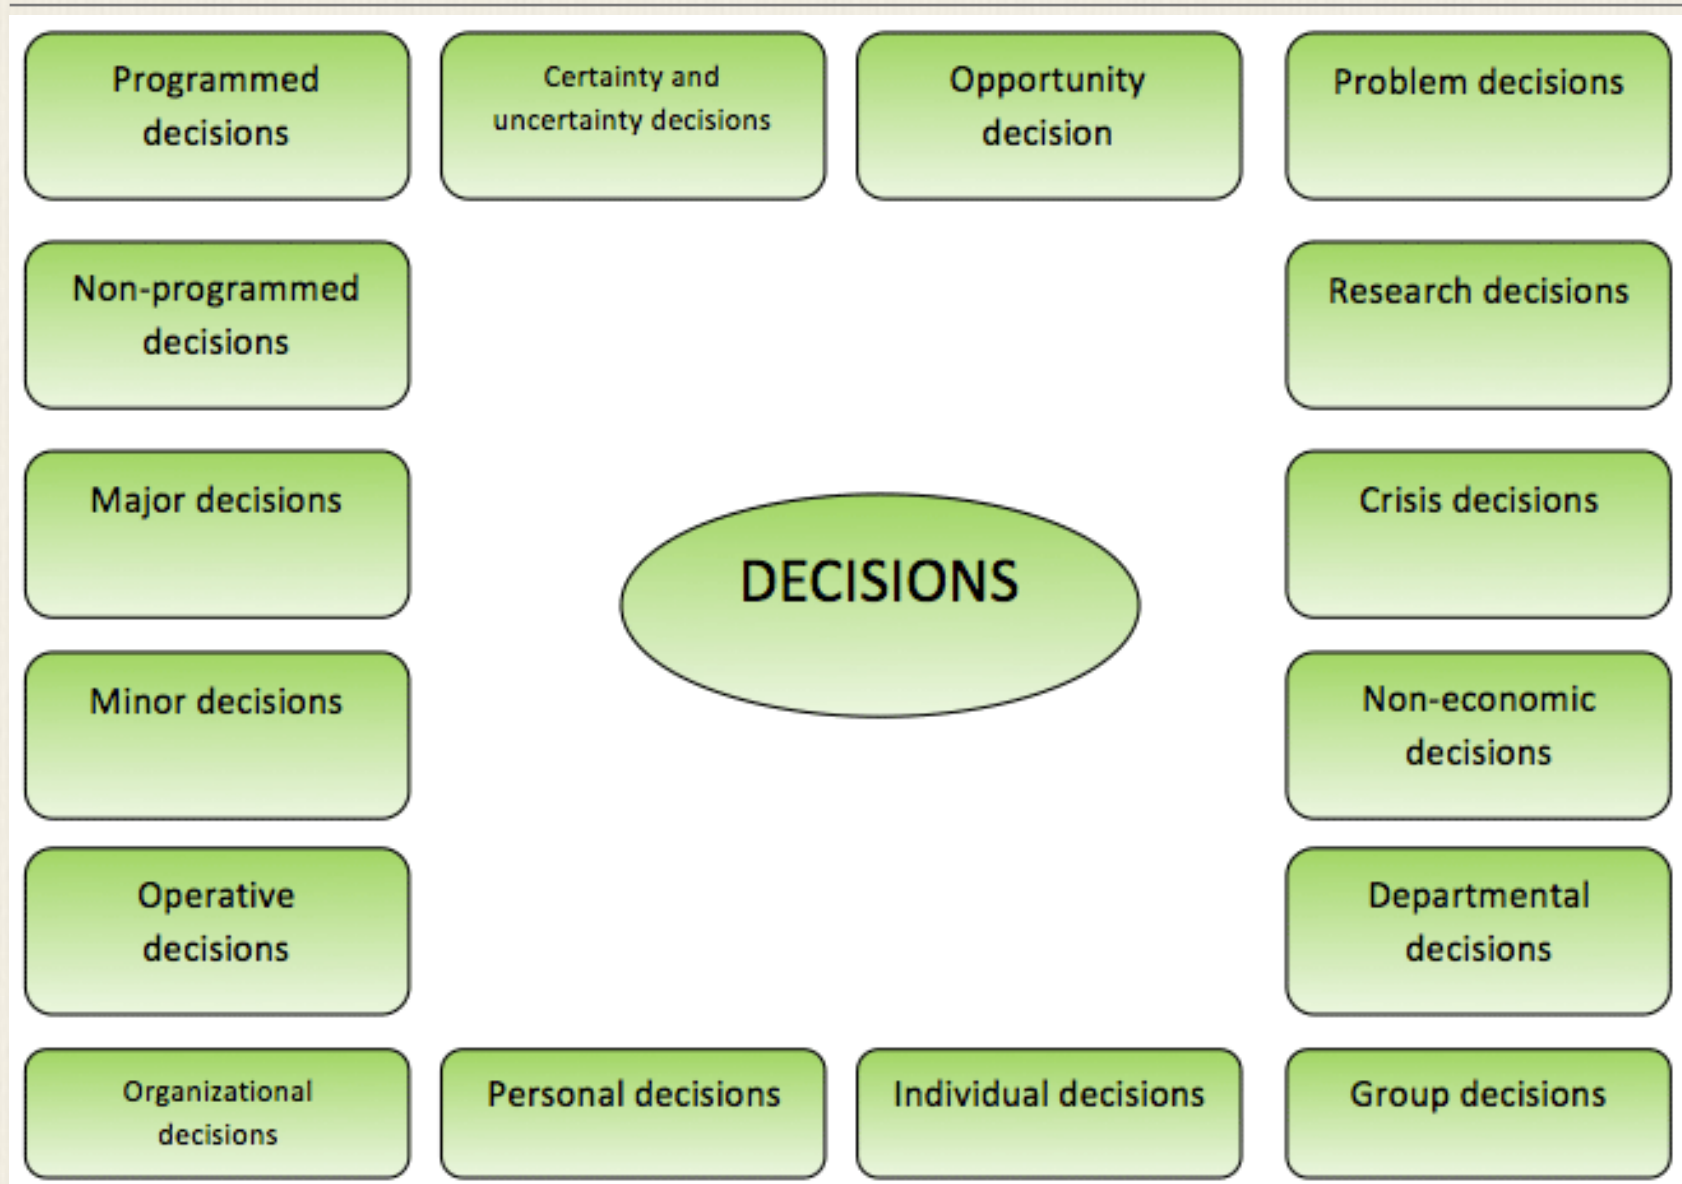 Programmed
decisions
Certainty and
uncertainty decisions
Opportunity
decision
Problem decisions
Non-programmed
decisions
Research decisions
Major decisions
Crisis decisions
DECISIONS
Minor decisions
Non-economic
decisions
Operative
decisions
Departmental
decisions
Organizational
decisions
Personal decisions
Individual decisions
Group decisions